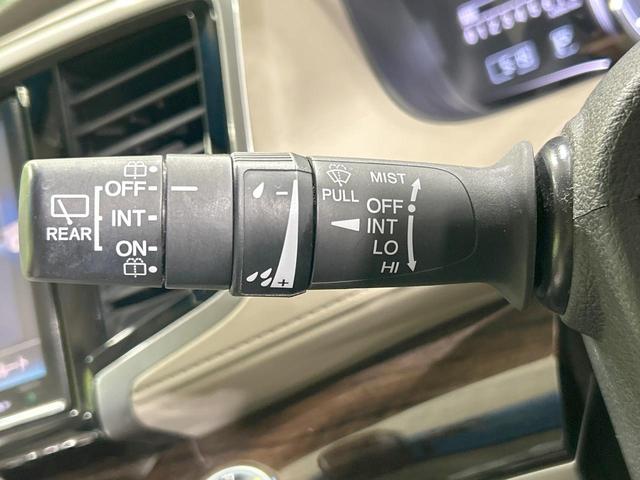 REAR
OFF
INT
ON
−
+
PULL
MIST
OFF
INT
LO
HI